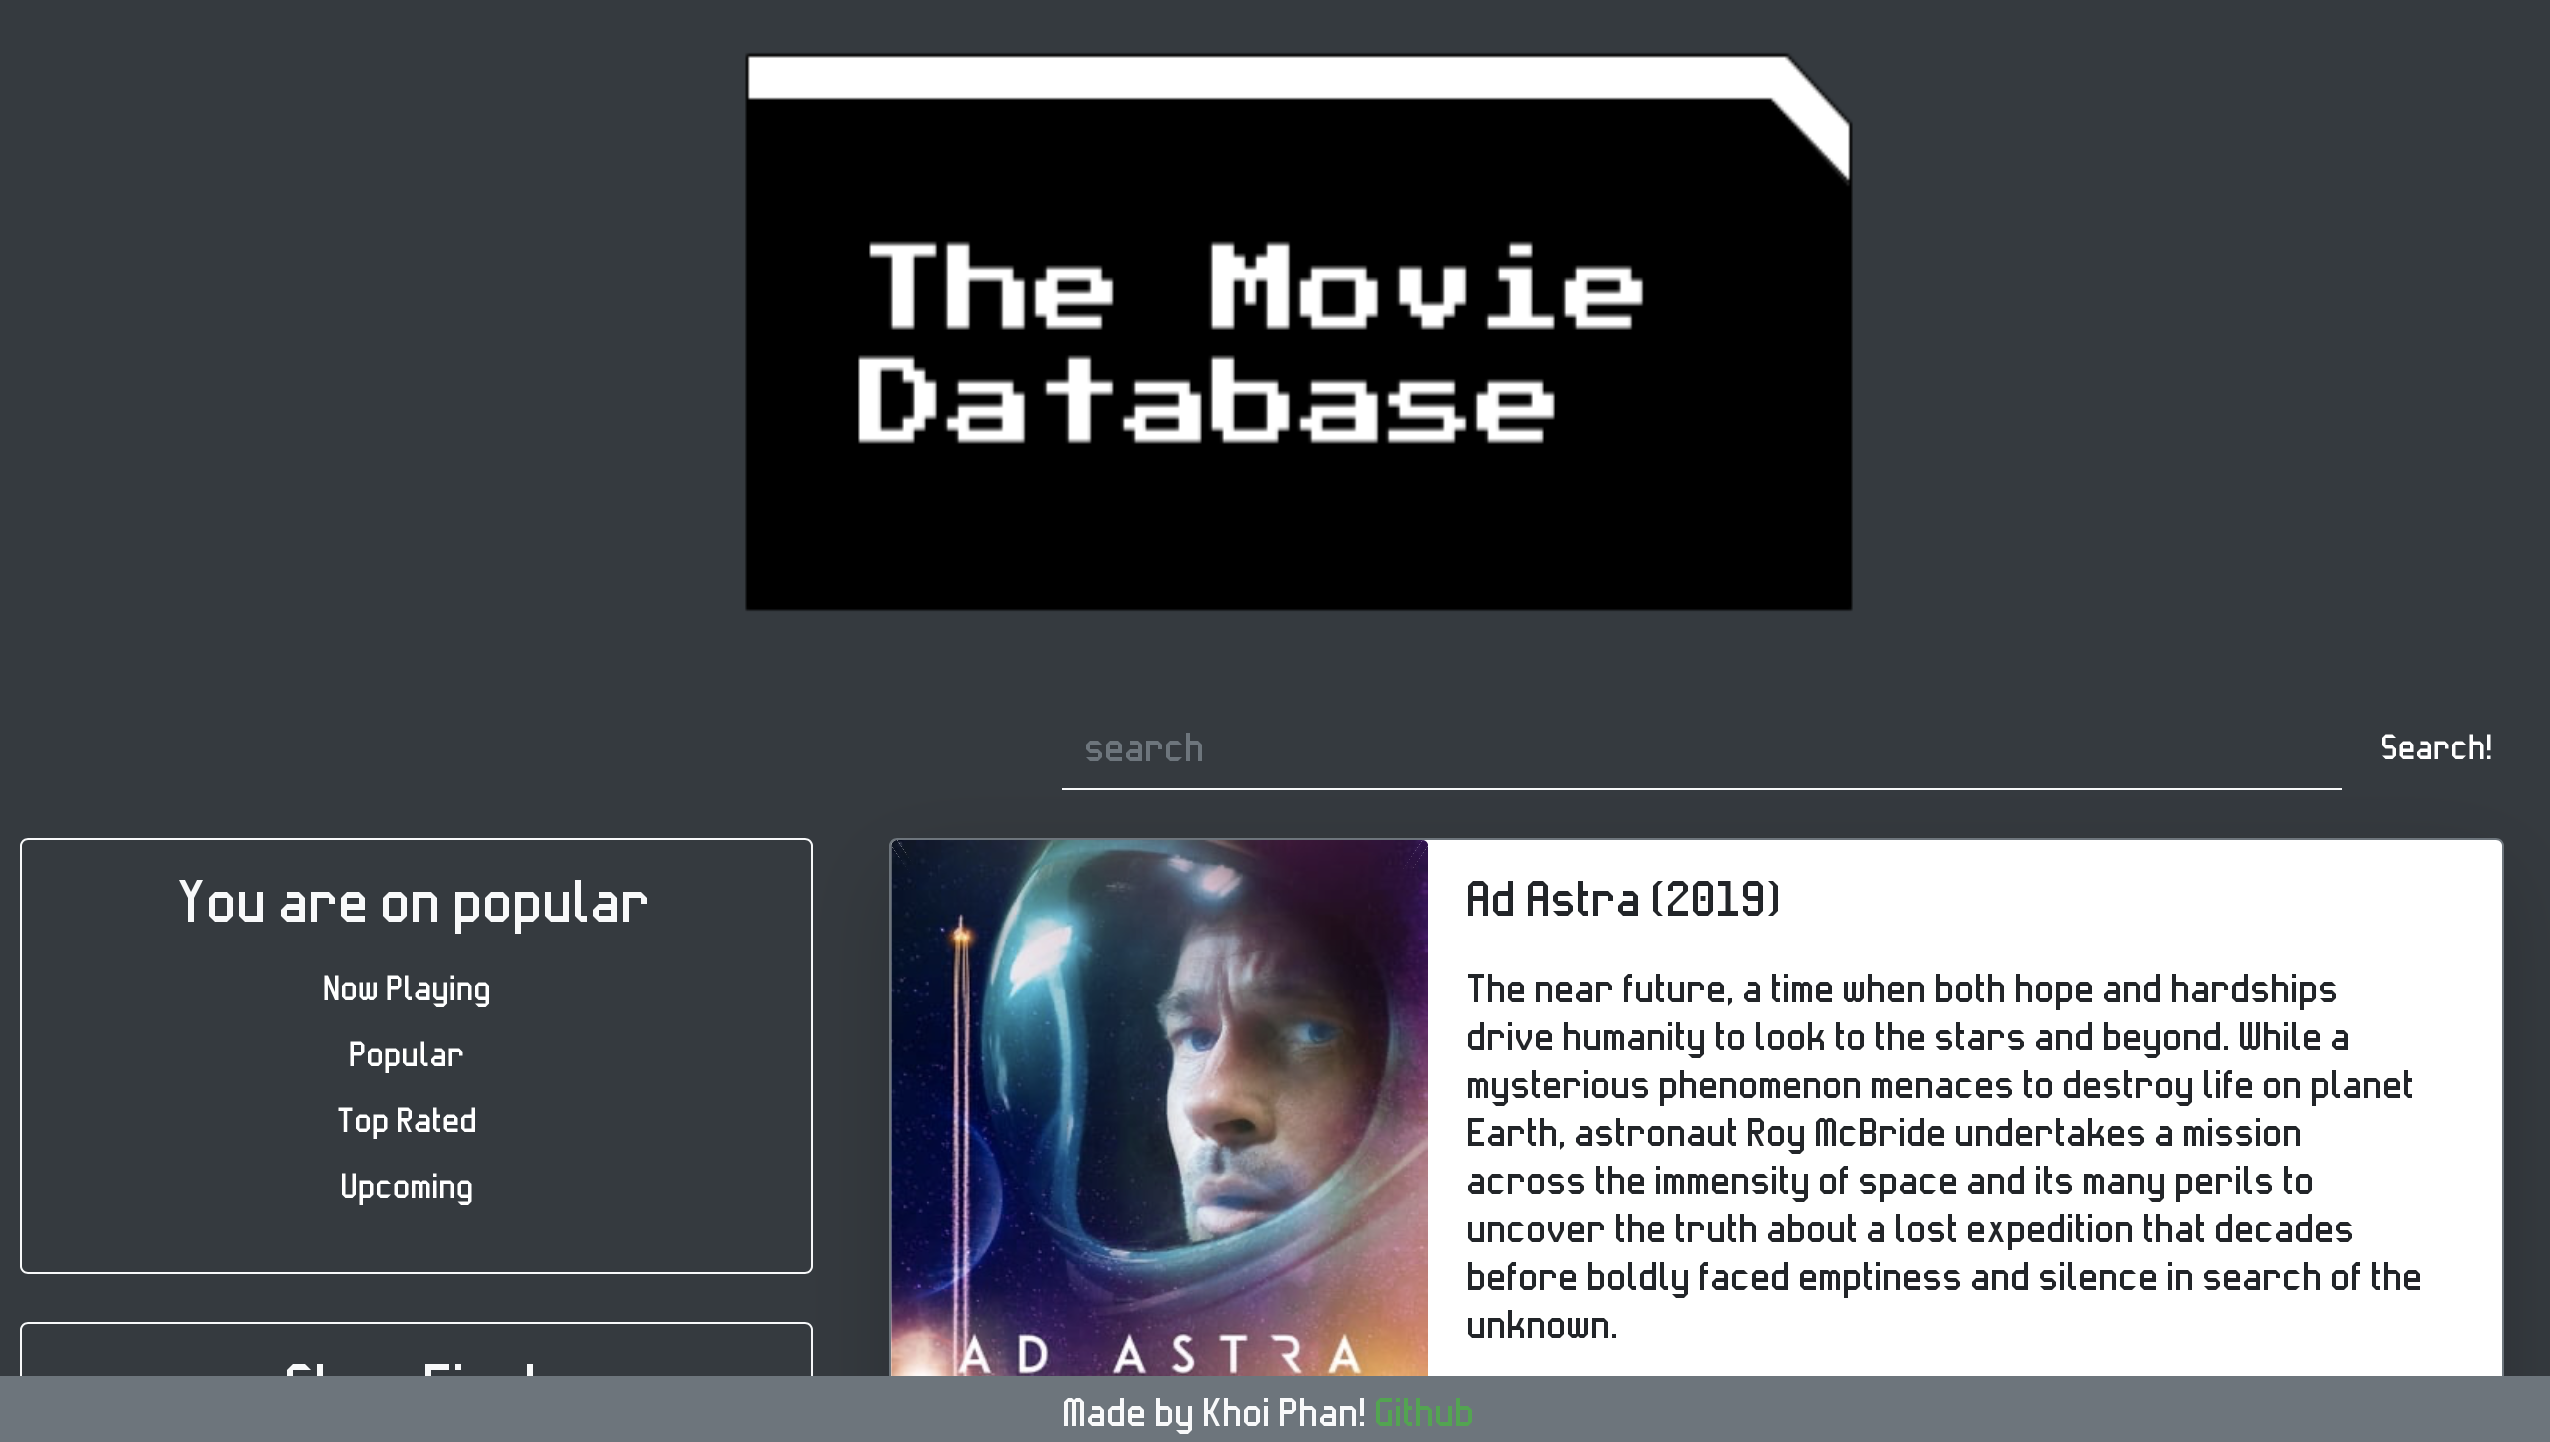 The Movie
Database
search
Search!
You are on popular
Now Playing
Popular
Top Rated
Upcoming
Ad Astra (2019)
The near future, a time when both hope and hardships
drive humanity to look to the stars and beyond. While a
mysterious phenomenon menaces to destroy life on planet
Earth, astronaut Roy McBride undertakes a mission
across the immensity of space and its many perils to
uncover the truth about a lost expedition that decades
before boldly faced emptiness and silence in search of the
unknown.
AD ASTRA
Made by Khoi Phan! Github